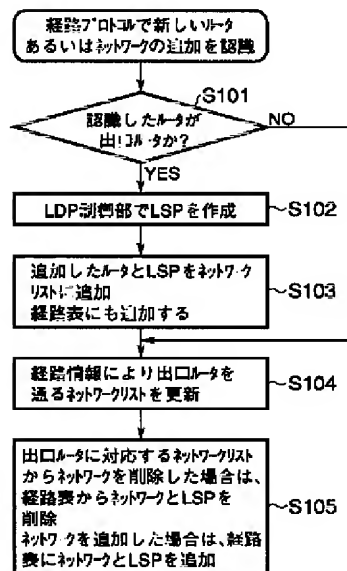 経路プロトコルで新しいルータ
あるいはネットワークの追加を認識
S101
認識したルータが
出口ルータか?
NO
YES
LDP制御部でLSPを作成
S102
追加したルータとLSPをネットワーク
リストに追加
経路表にも追加する
S103
経路情報により出口ルータを
通るネットワークリストを更新
S104
出口ルータに対応するネットワークリスト
からネットワークを削除した場合は、
経路表からネットワークとLSPを
削除
ネットワークを追加した場合は、経路
表にネットワークとLSPを追加
S105